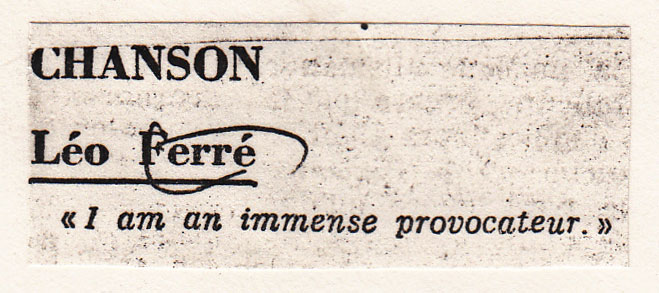 CHANSON
Léo Ferré
« I am an immense provocateur. »